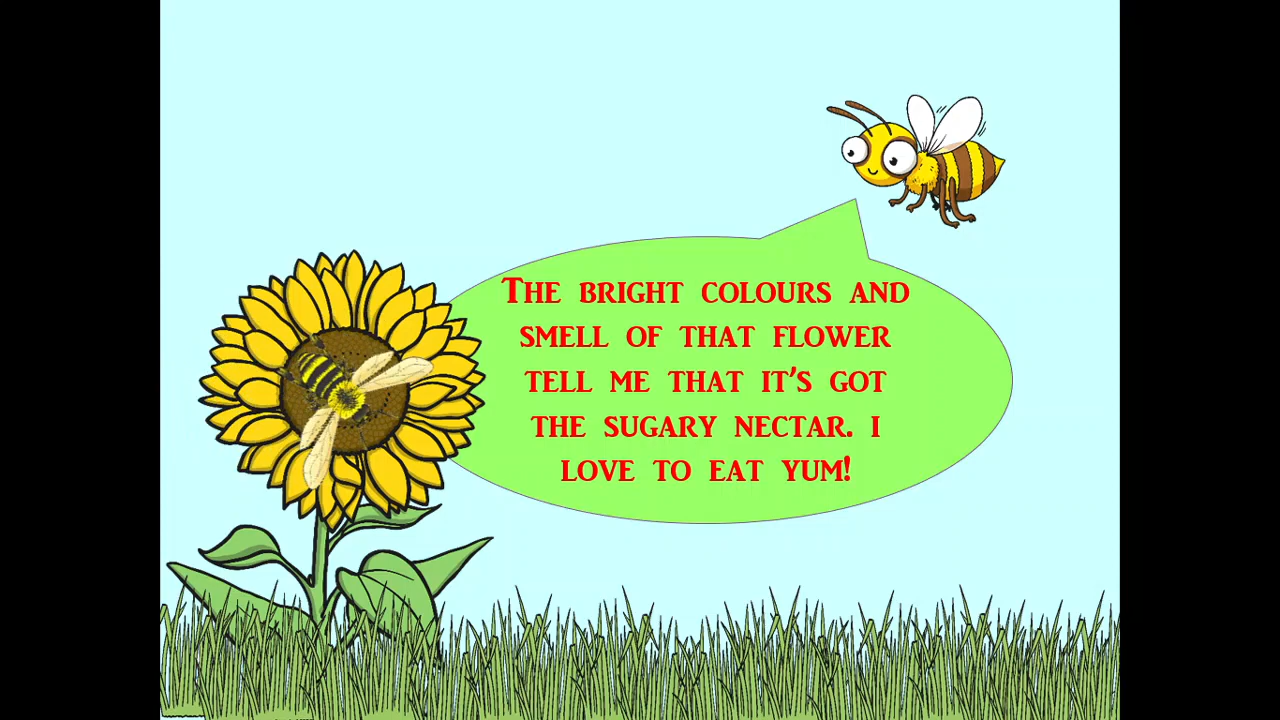 The bright colours and
smell of that flower
tell me that it's got
the sugary nectar. I
love to eat yum!